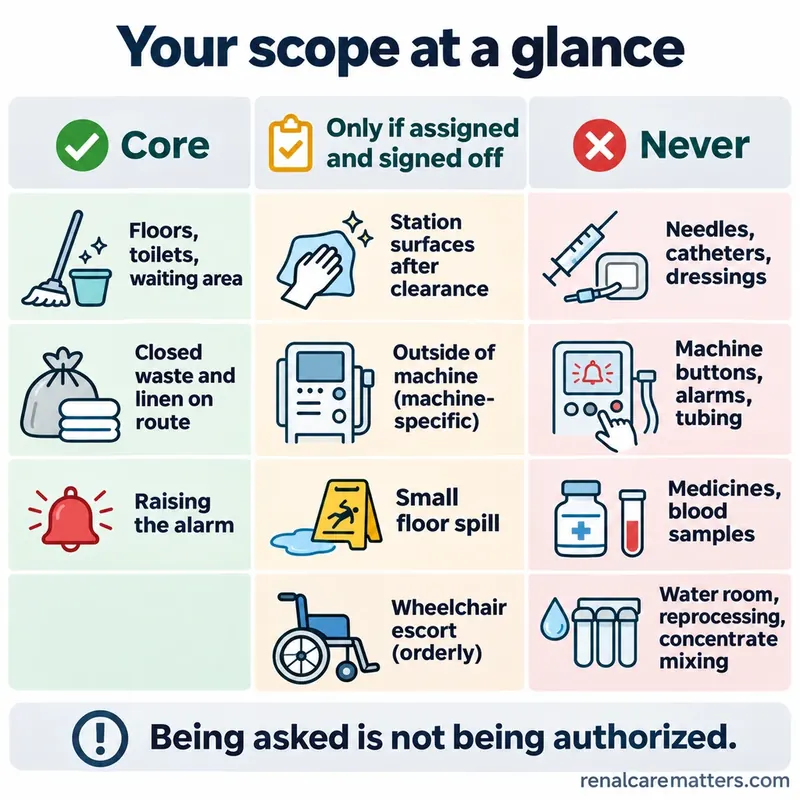 Your scope at a glance
Core
Only if assigned
and signed off
Never
Floors,
toilets,
waiting area
Station
surfaces
after
clearance
Needles,
catheters,
dressings
Closed
waste and
linen on
route
Outside of
machine
(machine-
specific)
Machine
buttons,
alarms,
tubing
Raising
the alarm
Small
floor spill
Medicines,
blood
samples
Wheelchair
escort
(orderly)
Water room,
reprocessing,
concentrate
mixing
Being asked is not being authorized.
renalcarematters.com